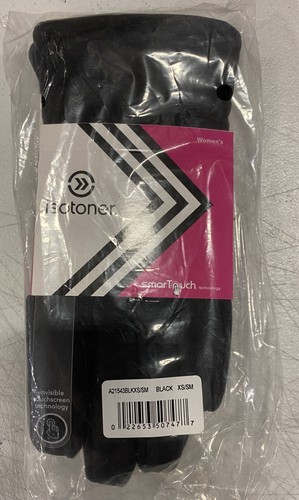 Women's
isotoner.
smarTouch technology
invisible
touchscreen
technology
A21543BLKXS/SM BLACK XS/SM
0 22653 50747 7